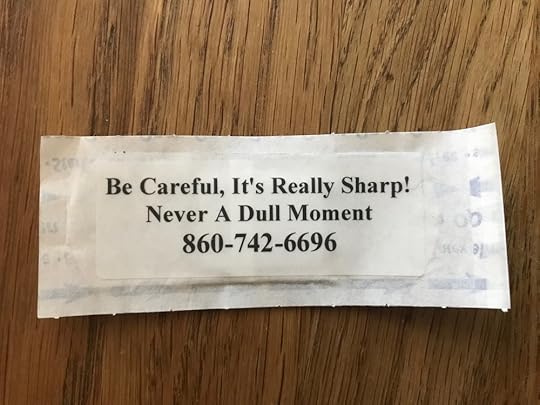 Be Careful, It's Really Sharp!
Never A Dull Moment
860-742-6696